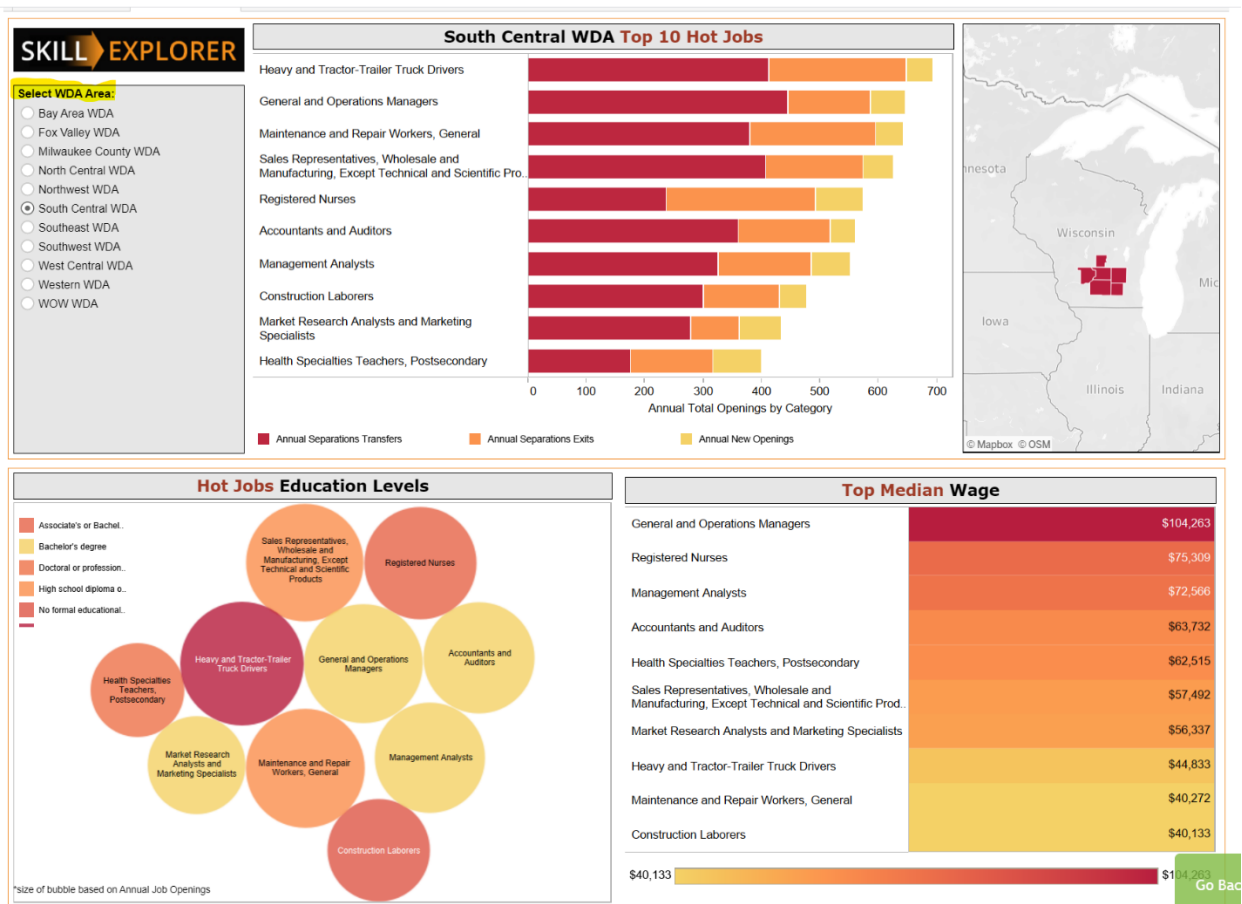 SKILL EXPLORER
Select WDA Area:
Bay Area WDA
Fox Valley WDA
Milwaukee County WDA
North Central WDA
Northwest WDA
South Central WDA
Southeast WDA
Southwest WDA
West Central WDA
Western WDA
WOW WDA
South Central WDA Top 10 Hot Jobs
Heavy and Tractor-Trailer Truck Drivers
General and Operations Managers
Maintenance and Repair Workers, General
Sales Representatives, Wholesale and
Manufacturing, Except Technical and Scientific Pro..
Registered Nurses
Accountants and Auditors
Management Analysts
Construction Laborers
Market Research Analysts and Marketing
Specialists
Health Specialties Teachers, Postsecondary
0 100 200 300 400 500 600 700
Annual Total Openings by Category
Annual Separations Transfers
Annual Separations Exits
Annual New Openings
nnesota
Wisconsin
Mic
Iowa
Illinois
Indiana
© Mapbox © OSM
Hot Jobs Education Levels
Associate's or Bachel..
Bachelor's degree
Doctoral or profession..
High school diploma o..
No formal educational..
Sales Representatives,
Wholesale and
Manufacturing, Except
Technical and Scientific
Products
Registered Nurses
Heavy and Tractor-Trailer
Truck Drivers
General and Operations
Managers
Accountants and
Auditors
Health Specialties
Teachers,
Postsecondary
Market Research
Analysts and
Marketing Specialists
Maintenance and Repair
Workers, General
Management Analysts
Construction Laborers
*size of bubble based on Annual Job Openings
Top Median Wage
General and Operations Managers $104,263
Registered Nurses $75,309
Management Analysts $72,566
Accountants and Auditors $63,732
Health Specialties Teachers, Postsecondary $62,515
Sales Representatives, Wholesale and
Manufacturing, Except Technical and Scientific Prod.. $57,492
Market Research Analysts and Marketing Specialists $56,337
Heavy and Tractor-Trailer Truck Drivers $44,833
Maintenance and Repair Workers, General $40,272
Construction Laborers $40,133
$40,133 $104,263
Go Bac